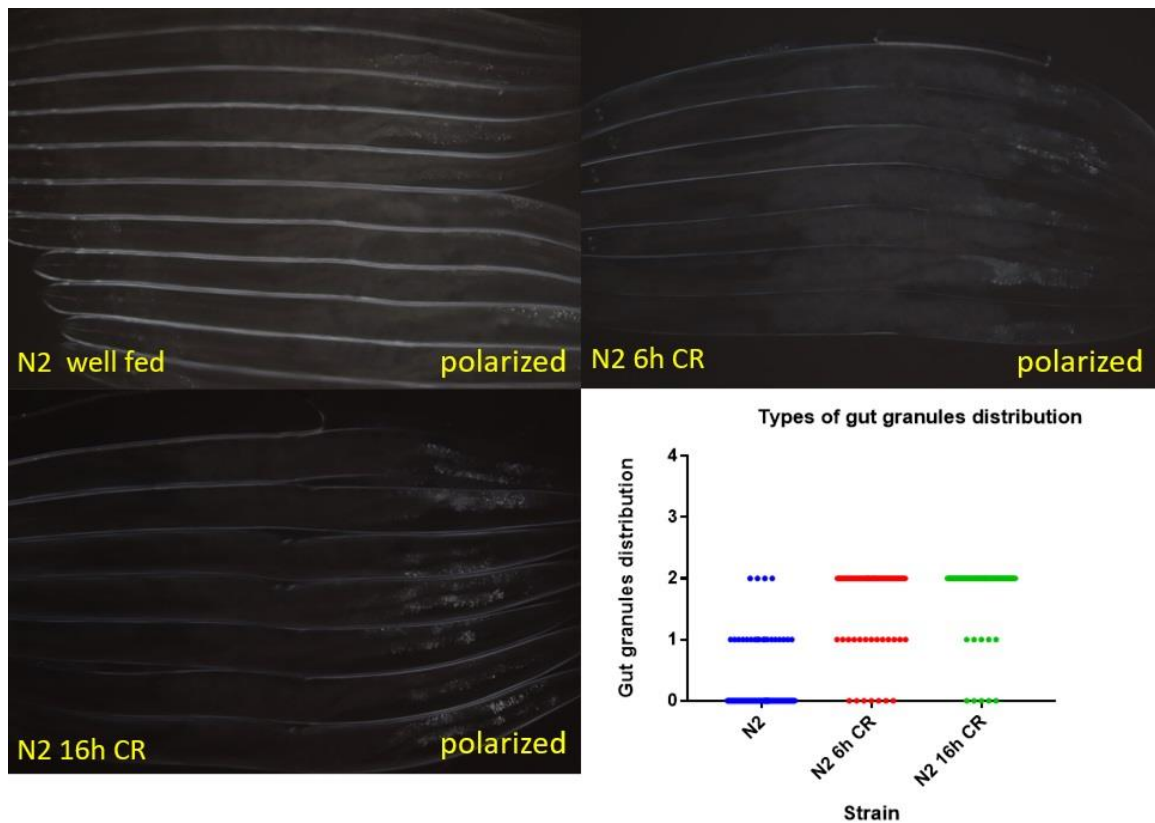 N2 well fed
polarized
N2 6h CR
polarized
N2 16h CR
polarized
Types of gut granules distribution
Gut granules distribution
4
3
2
1
0
N2
N2 6h CR
N2 16h CR
Strain